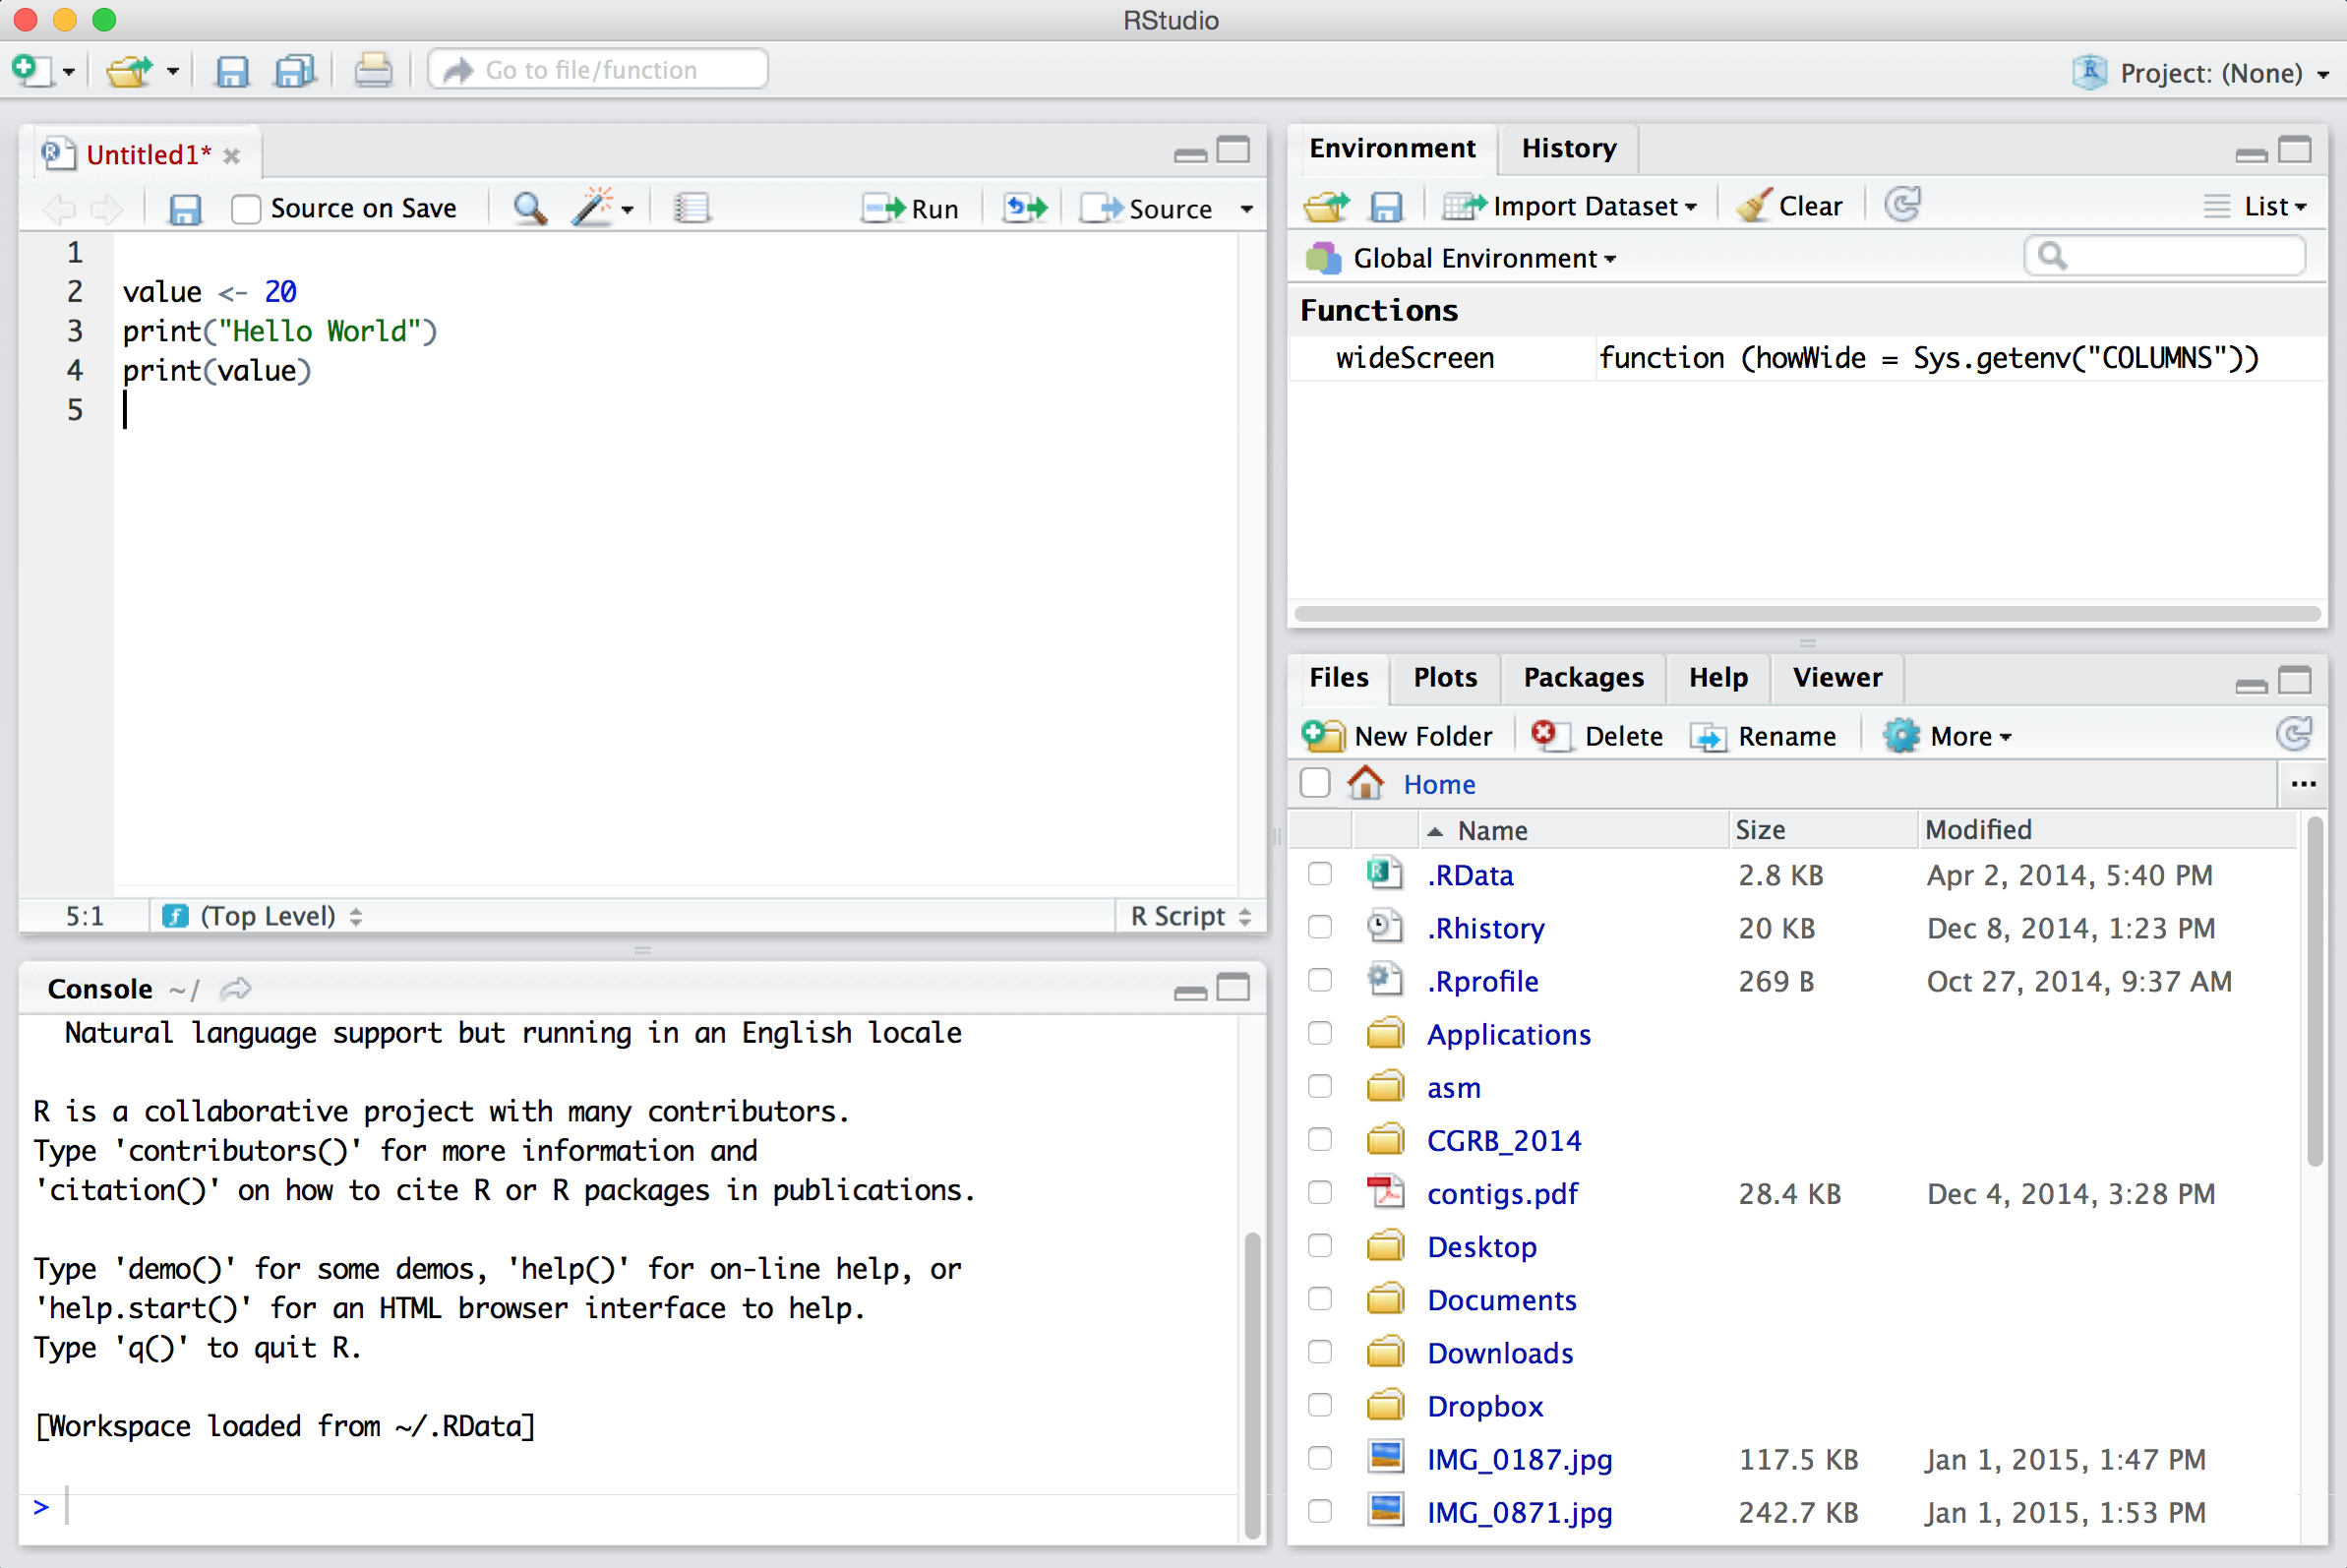 RStudio
Go to file/function
Project: (None)
Untitled1*
Source on Save
Run
Source
1
2 value <- 20
3 print("Hello World")
4 print(value)
5
5:1
(Top Level)
R Script
Console ~/
Natural language support but running in an English locale
R is a collaborative project with many contributors.
Type 'contributors()' for more information and
'citation()' on how to cite R or R packages in publications.
Type 'demo()' for some demos, 'help()' for on-line help, or
'help.start()' for an HTML browser interface to help.
Type 'q()' to quit R.
[Workspace loaded from ~/.RData]
>
Environment History
Import Dataset Clear List
Global Environment
Functions
wideScreen function (howWide = Sys.getenv("COLUMNS"))
Files Plots Packages Help Viewer
New Folder Delete Rename More
Home ...
Name Size Modified
.RData 2.8 KB Apr 2, 2014, 5:40 PM
.Rhistory 20 KB Dec 8, 2014, 1:23 PM
.Rprofile 269 B Oct 27, 2014, 9:37 AM
Applications
asm
CGRB_2014
contigs.pdf 28.4 KB Dec 4, 2014, 3:28 PM
Desktop
Documents
Downloads
Dropbox
IMG_0187.jpg 117.5 KB Jan 1, 2015, 1:47 PM
IMG_0871.jpg 242.7 KB Jan 1, 2015, 1:53 PM